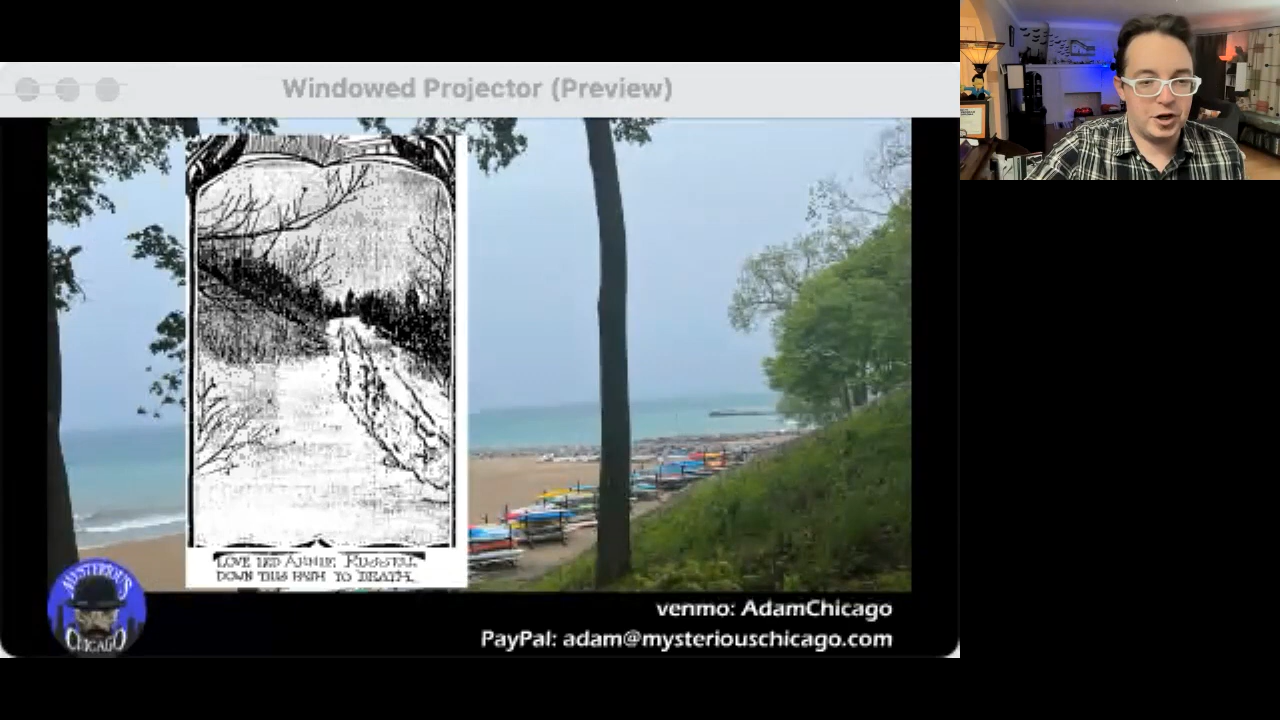 Windowed Projector (Preview)
LOVE LED ANNIE RUSSELL
DOWN THIS PATH TO DEATH.
MYSTERIOUS
CHICAGO
venmo: AdamChicago
PayPal: adam@mysteriouschicago.com